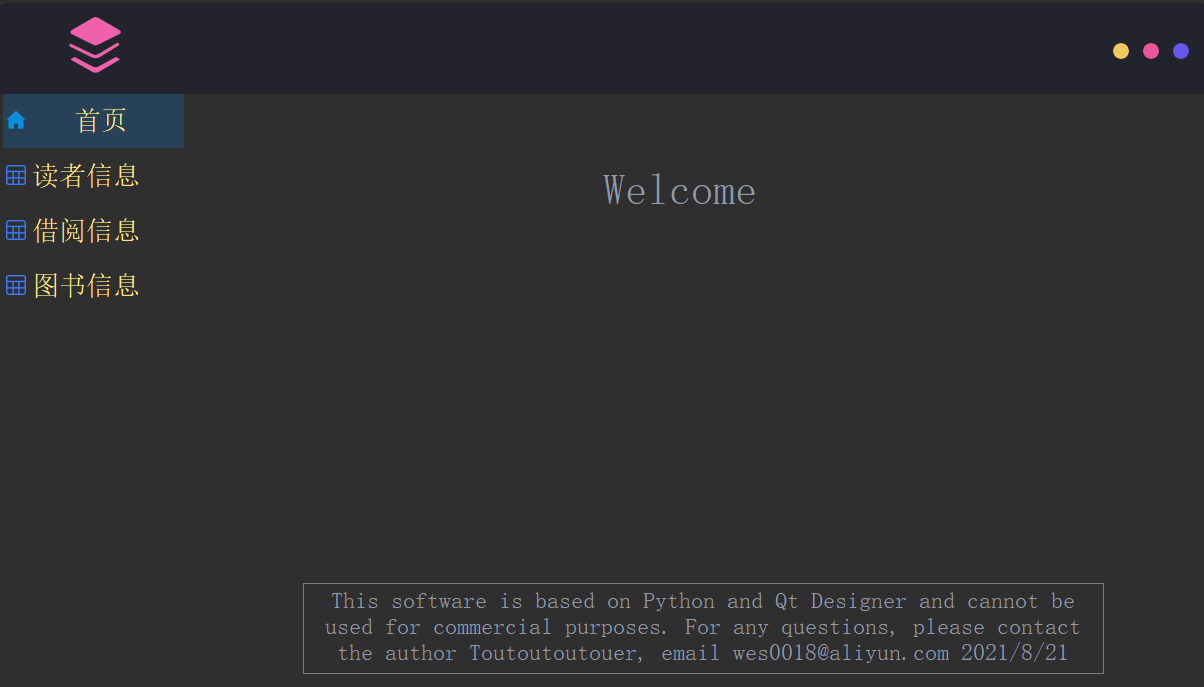 首页
读者信息
借阅信息
图书信息
Welcome
This software is based on Python and Qt Designer and cannot be
used for commercial purposes. For any questions, please contact
the author Toutoutoutouer, email wes0018@aliyun.com 2021/8/21